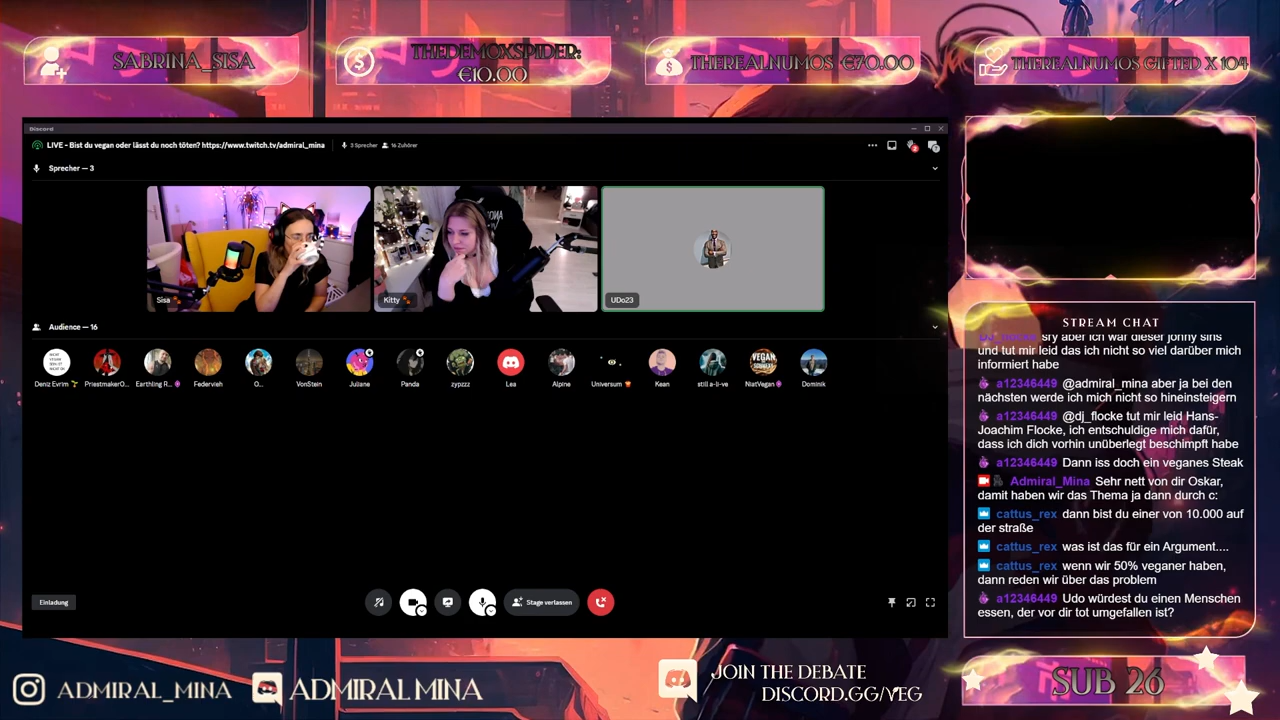 SABRINA_SISA
THEDEMOXSPIDER:
€10.00
THEREALNUMOS €70.00
THEREALNUMOS GIFTED X 104
Discord
LIVE - Bist du vegan oder lässt du noch töten? https://www.twitch.tv/admiral_mina
3 Sprecher
16 Zuhörer
Sprecher — 3
Sisa
Kitty
UDo23
Audience — 16
Deniz Evrim
PriestmakerO...
Earthling R...
Federvieh
O...
VonStein
Juliane
Panda
zypzzz
Lea
Alpine
Universum
Kean
still a-li-ve
NiatVegan
Dominik
Einladung
Stage verlassen
STREAM CHAT
sry aber ich war dieser jonny sins
und tut mir leid das ich nicht so viel darüber mich
informiert habe
a12346449 @admiral_mina aber ja bei den
nächsten werde ich mich nicht so hineinsteigern
a12346449 @dj_flocke tut mir leid Hans-
Joachim Flocke, ich entschuldige mich dafür,
dass ich dich vorhin unüberlegt beschimpft habe
a12346449 Dann iss doch ein veganes Steak
Admiral_Mina Sehr nett von dir Oskar,
damit haben wir das Thema ja dann durch c:
cattus_rex dann bist du einer von 10.000 auf
der straße
cattus_rex was ist das für ein Argument....
cattus_rex wenn wir 50% veganer haben,
dann reden wir über das problem
a12346449 Udo würdest du einen Menschen
essen, der vor dir tot umgefallen ist?
ADMIRAL_MINA
ADMIRAL MINA
JOIN THE DEBATE
DISCORD.GG/VEG
SUB 26